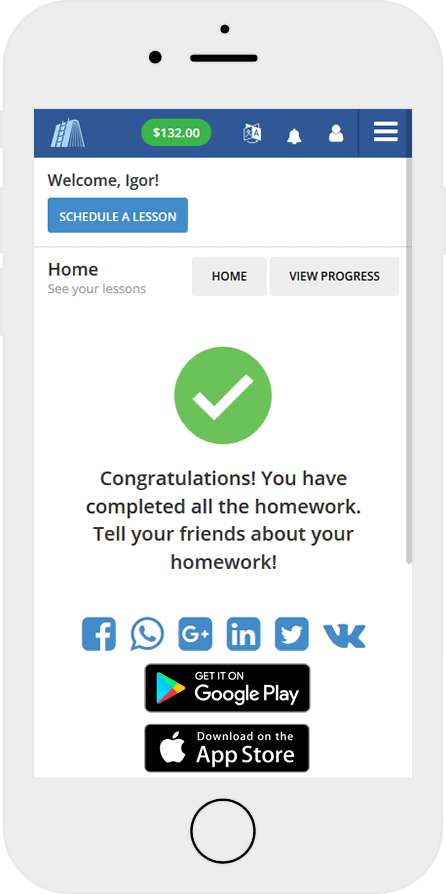 $132.00
Welcome, Igor!
SCHEDULE A LESSON
Home
See your lessons
HOME
VIEW PROGRESS
Congratulations! You have
completed all the homework.
Tell your friends about your
homework!
GET IT ON
Google Play
Download on the
App Store